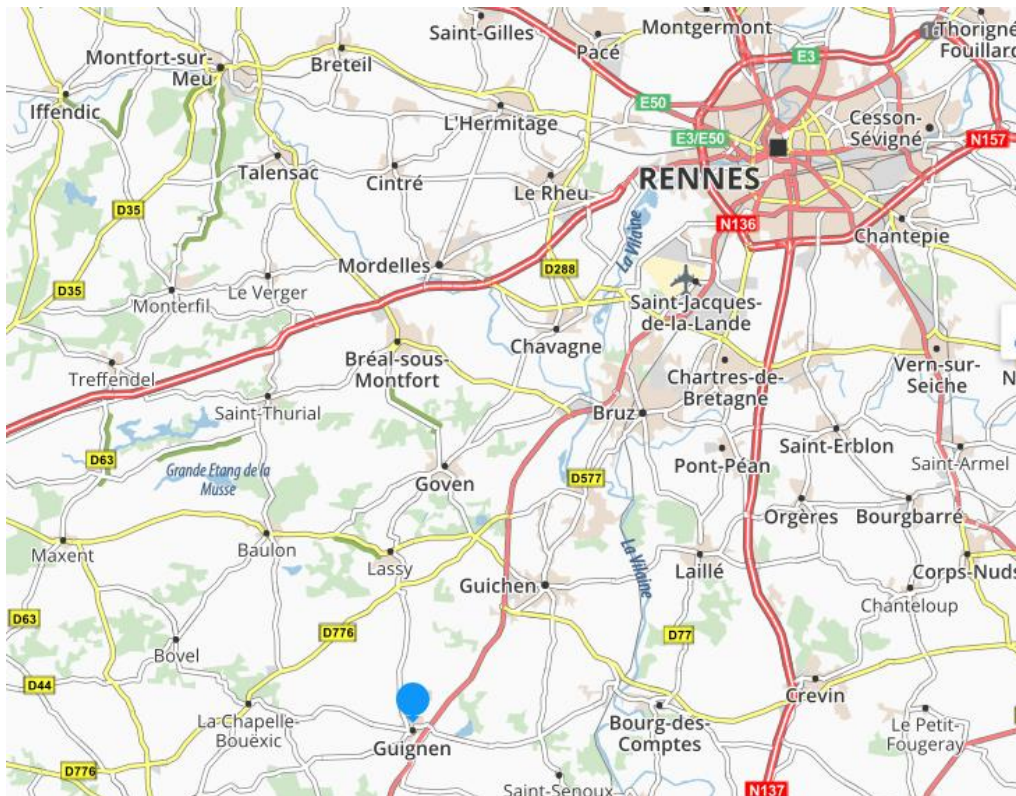 Saint-Gilles
Pacé
Montgermont
Thorigné
Fouillard
E3
Montfort-sur-
Meu
Breteil
Iffendic
E50
L'Hermitage
E3/E50
Cesson-
Sévigné
N157
Talensac
Cintré
Le Rheu
RENNES
D35
N136
Chantepie
La Vilaine
Mordelles
D288
D35
Monterfil
Le Verger
Saint-Jacques-
de-la-Lande
Chavagne
Bréal-sous-
Montfort
Treffendel
Chartres-de-
Bretagne
Vern-sur-
Seiche
N
Saint-Thurial
Bruz
Saint-Erblon
D63
Grande Etang de la
Musse
Goven
D577
Pont-Péan
Saint-Armel
Orgères
Bourgbarré
Maxent
Baulon
Lassy
La Vilaine
Laillé
Guichen
Corps-Nuds
Chanteloup
D63
D776
D77
Bovel
D44
Crevin
La Chapelle-
Bouëxic
Guignen
Bourg-des-
Comptes
Le Petit-
Fougeray
D776
Saint-Senoux
N137